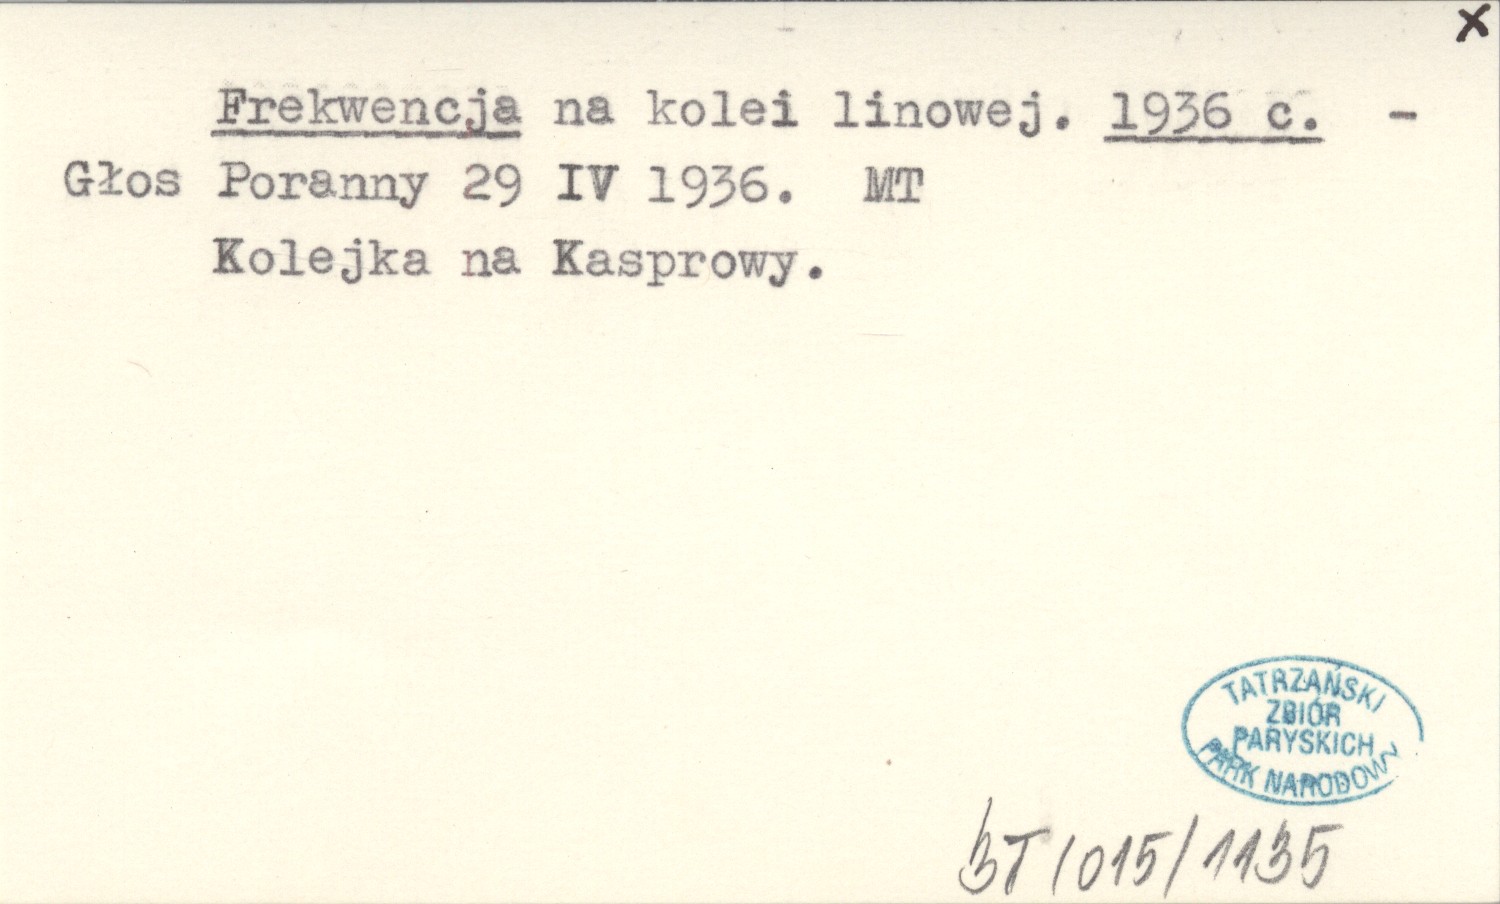 x
Frekwencja na kolei linowej. 1936 c. -
Głos Poranny 29 IV 1936. MT
Kolejka na Kasprowy.
TATRZAŃSKI
ZBIÓR
PARYSKICH
PARK NARODOWY
BT/015/1135